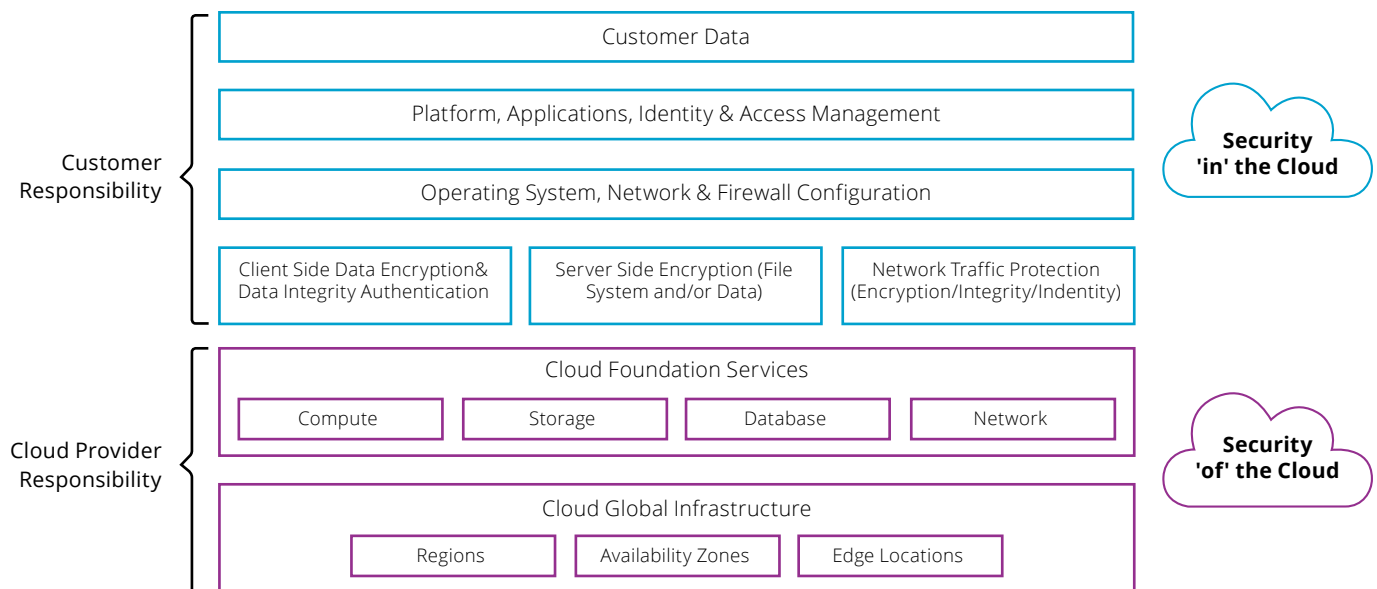 Customer Data
Platform, Applications, Identity & Access Management
Customer
Responsibility
Operating System, Network & Firewall Configuration
Client Side Data Encryption&
Data Integrity Authentication
Server Side Encryption (File
System and/or Data)
Network Traffic Protection
(Encryption/Integrity/Indentity)
Security
'in' the Cloud
Cloud Provider
Responsibility
Cloud Foundation Services
Compute
Storage
Database
Network
Cloud Global Infrastructure
Regions
Availability Zones
Edge Locations
Security
'of' the Cloud